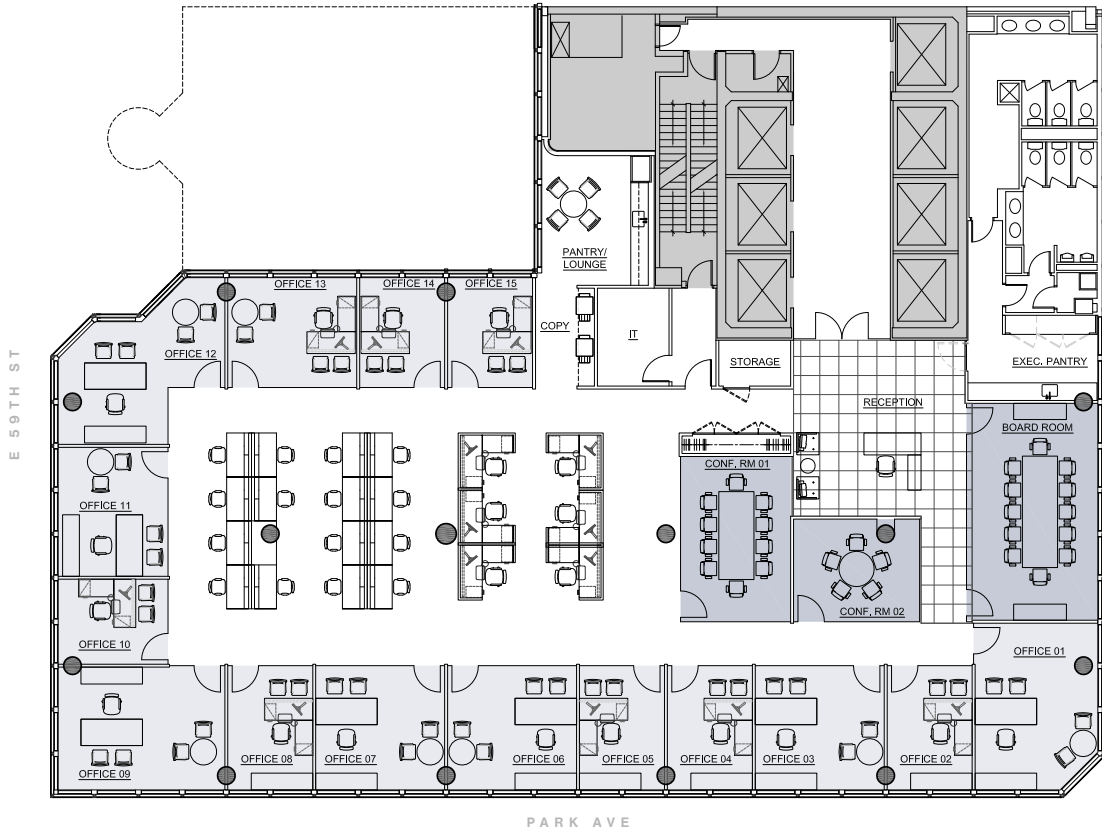 PANTRY/
LOUNGE
OFFICE 13
OFFICE 14
OFFICE 15
COPY
IT
OFFICE 12
STORAGE
EXEC. PANTRY
RECEPTION
BOARD ROOM
E 59TH ST
CONF, RM 01
OFFICE 11
CONF, RM 02
OFFICE 10
OFFICE 01
OFFICE 09
OFFICE 08
OFFICE 07
OFFICE 06
OFFICE 05
OFFICE 04
OFFICE 03
OFFICE 02
PARK AVE